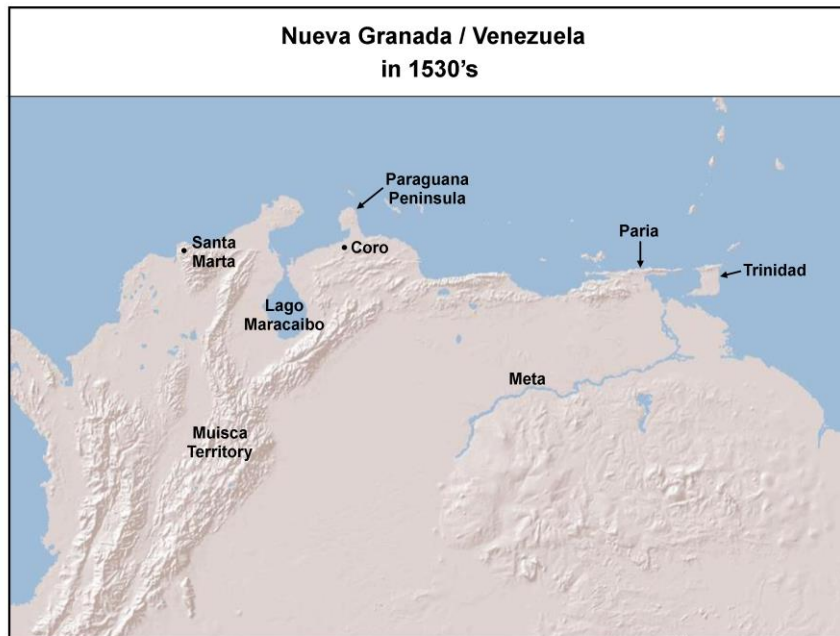 Nueva Granada / Venezuela
in 1530's
Paraguana
Peninsula
Santa
Marta
Coro
Paria
Trinidad
Lago
Maracaibo
Meta
Muisca
Territory